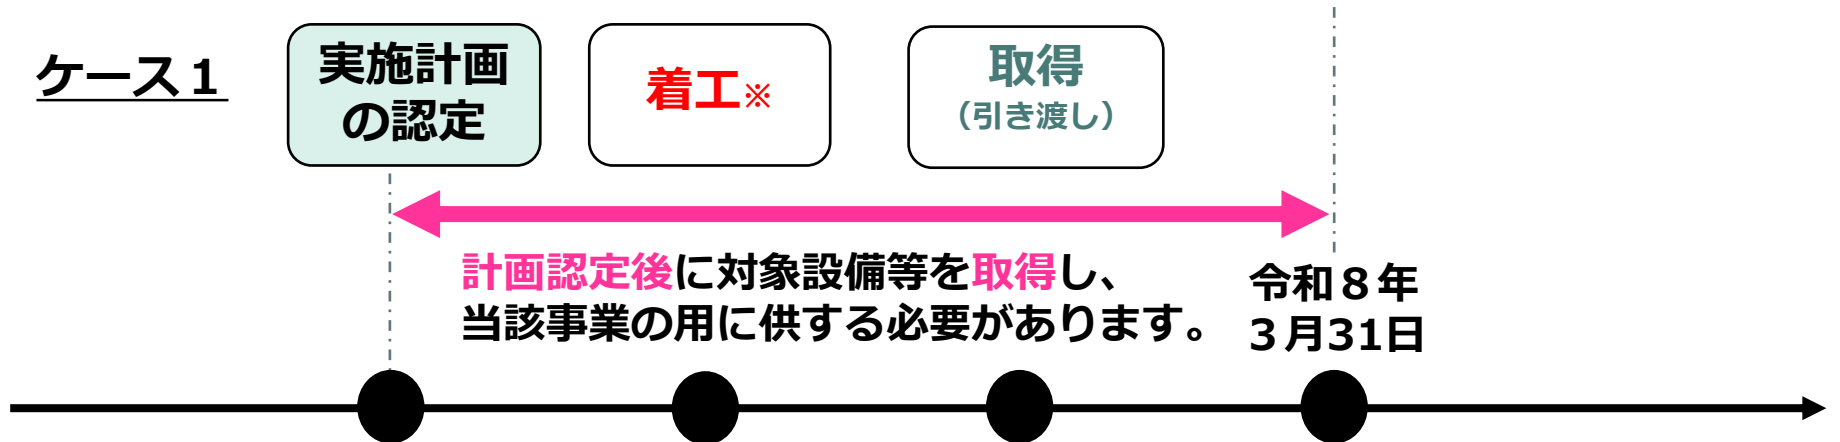 ケース１
実施計画
の認定
着工※
取得
（引き渡し）
計画認定後に対象設備等を取得し、
当該事業の用に供する必要があります。
令和８年
３月31日